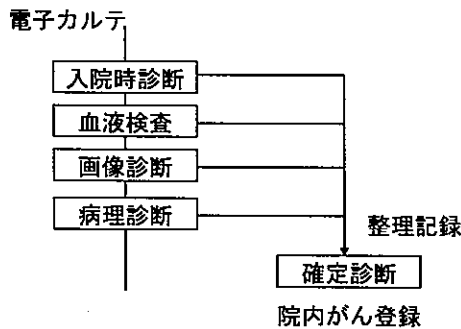 電子カルテ
入院時診断
血液検査
画像診断
病理診断
整理記録
確定診断
院内がん登録